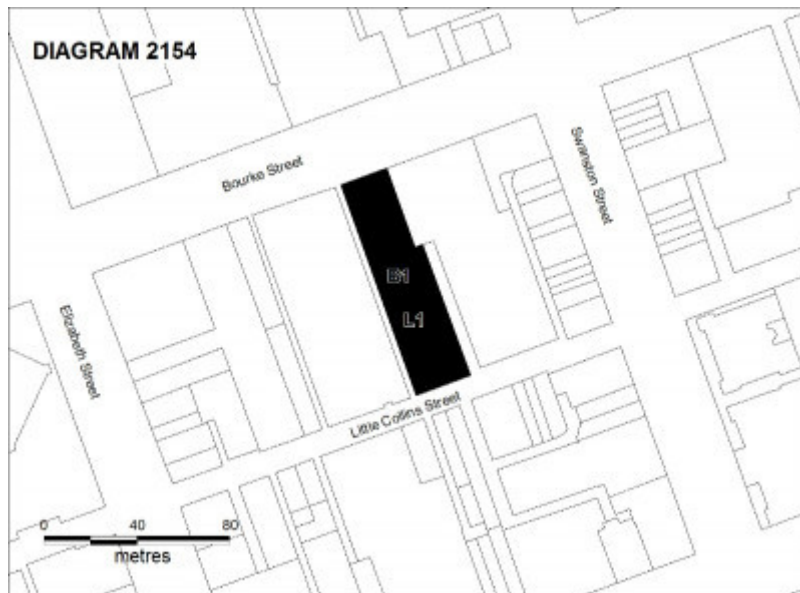 DIAGRAM 2154
Bourke Street
Swanston Street
B1
L1
Elizabeth Street
Little Collins Street
0 40 80
metres